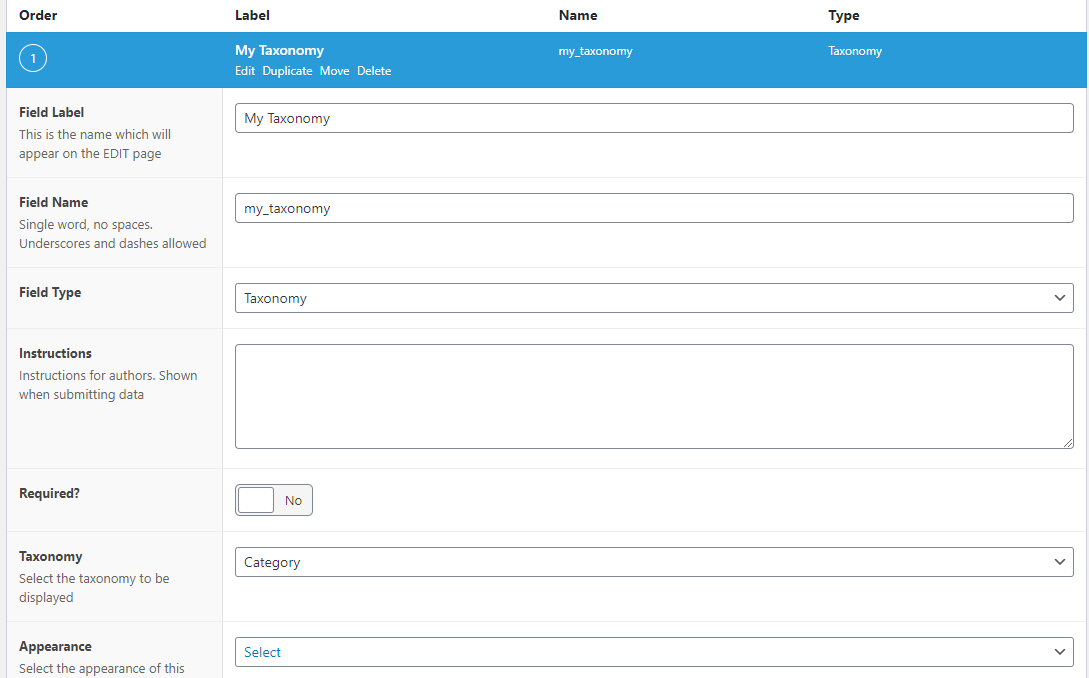 Order Label Name Type
1 My Taxonomy my_taxonomy Taxonomy
Edit Duplicate Move Delete
Field Label
This is the name which will
appear on the EDIT page
My Taxonomy
Field Name
Single word, no spaces.
Underscores and dashes allowed
my_taxonomy
Field Type
Taxonomy
Instructions
Instructions for authors. Shown
when submitting data
Required?
No
Taxonomy
Select the taxonomy to be
displayed
Category
Appearance
Select the appearance of this
Select